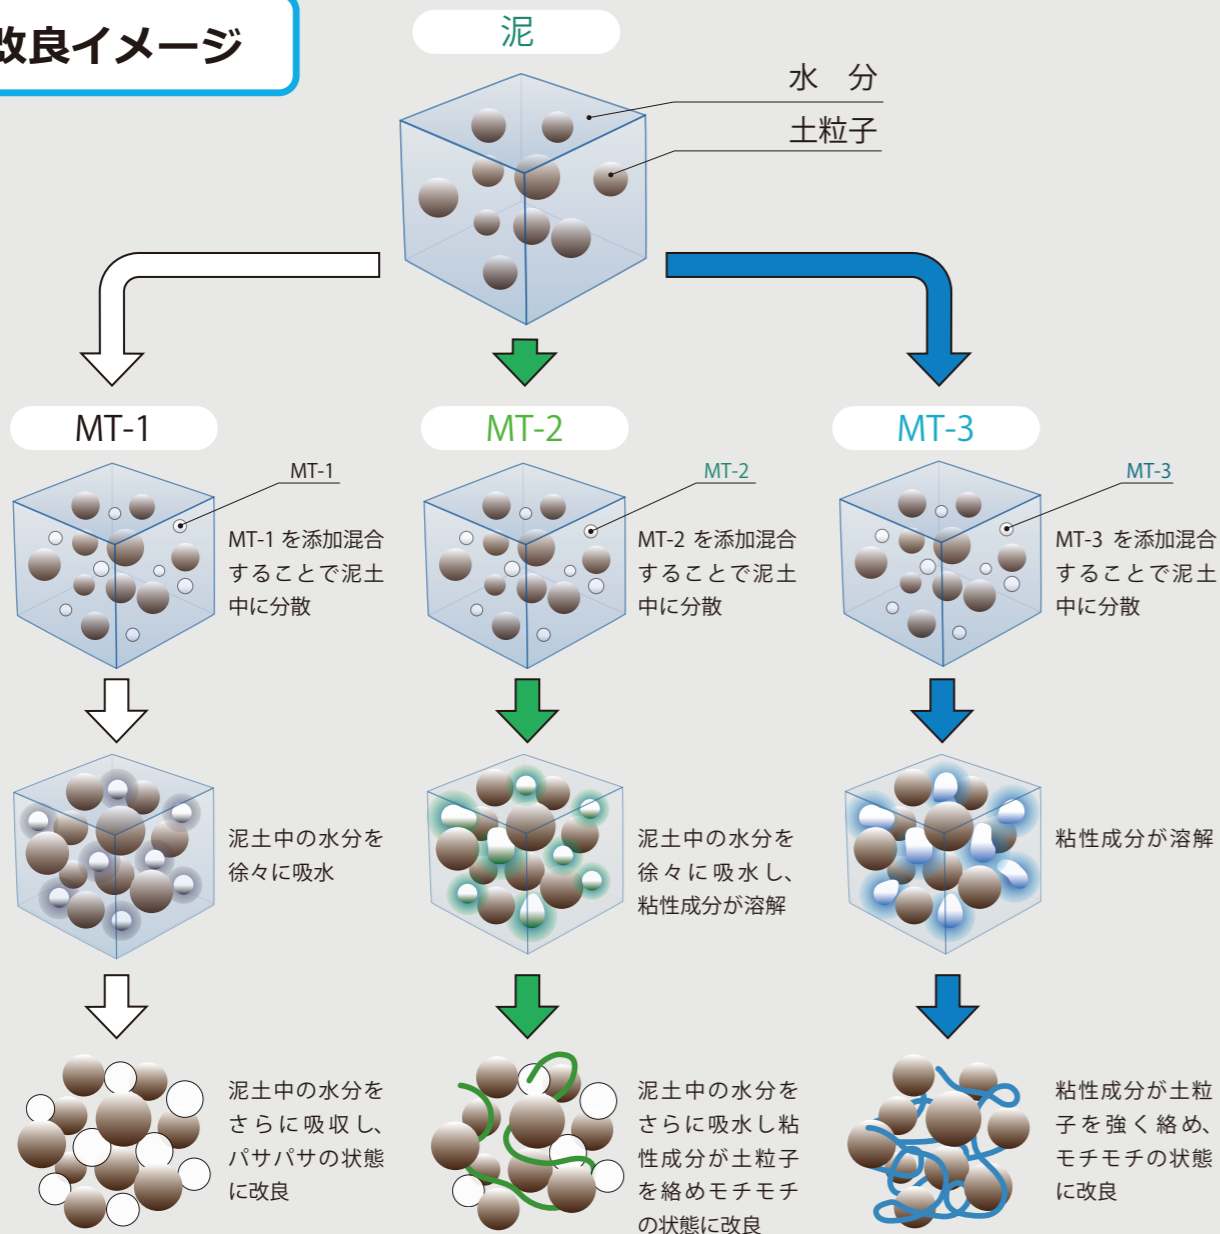 改良イメージ
泥
水 分
土粒子
MT-1
MT-1
MT-1 を添加混合
することで泥土
中に分散
泥土中の水分を
徐々に吸水
泥土中の水分を
さらに吸収し、
パサパサの状態
に改良
MT-2
MT-2
MT-2 を添加混合
することで泥土
中に分散
泥土中の水分を
徐々に吸水し、
粘性成分が溶解
泥土中の水分を
さらに吸水し粘
性成分が土粒子
を絡めモチモチ
の状態に改良
MT-3
MT-3
MT-3 を添加混合
することで泥土
中に分散
粘性成分が溶解
粘性成分が土粒
子を強く絡め、
モチモチの状態
に改良